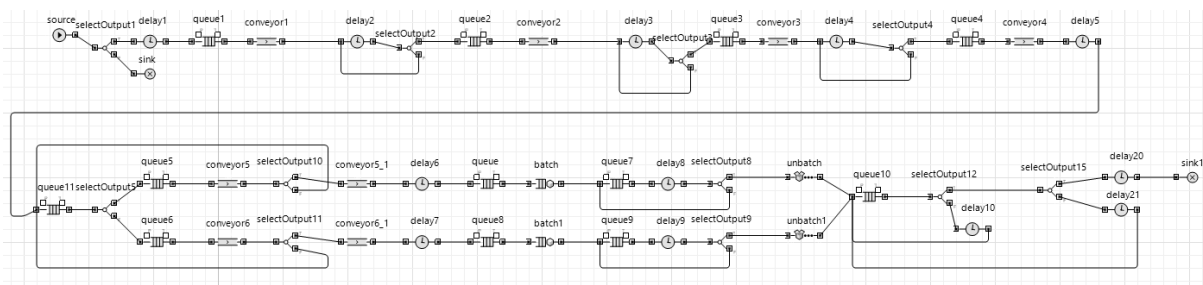 source selectOutput1 delay1 queue1 conveyor1 delay2 selectOutput2 queue2 conveyor2 delay3 selectOutput3 queue3 conveyor3 delay4 selectOutput4 queue4 conveyor4 delay5
sink
queue5 conveyor5 selectOutput10 conveyor5_1 delay6 queue batch queue7 delay8 selectOutput8 unbatch selectOutput15 delay20 sink1
queue11 selectOutput5 queue10 selectOutput12 delay21
queue6 conveyor6 selectOutput11 conveyor6_1 delay7 queue8 batch1 queue9 delay9 selectOutput9 unbatch1 delay10